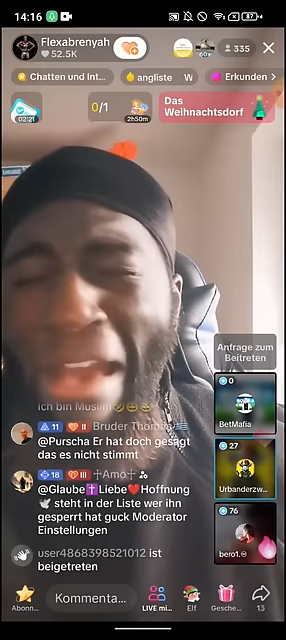 14:16
87
Flexabrenyah
52.5K
335
Chatten und Int...
angliste W
Erkunden
02:21
0/1
2h50m
Das
Weihnachtsdorf
Anfrage zum
Beitreten
0
BetMafia
27
Urbanderzw...
76
bero1.
ich bin Muslim
11 II Bruder Thomas
@Purscha Er hat doch gesagt
das es nicht stimmt
18 III Amo
@Glaube Liebe Hoffnung
steht in der Liste wer ihn
gesperrt hat guck Moderator
Einstellungen
user4868398521012 ist
beigetreten
Abonn...
Kommenta...
LIVE mi...
Elf
Gesche...
13